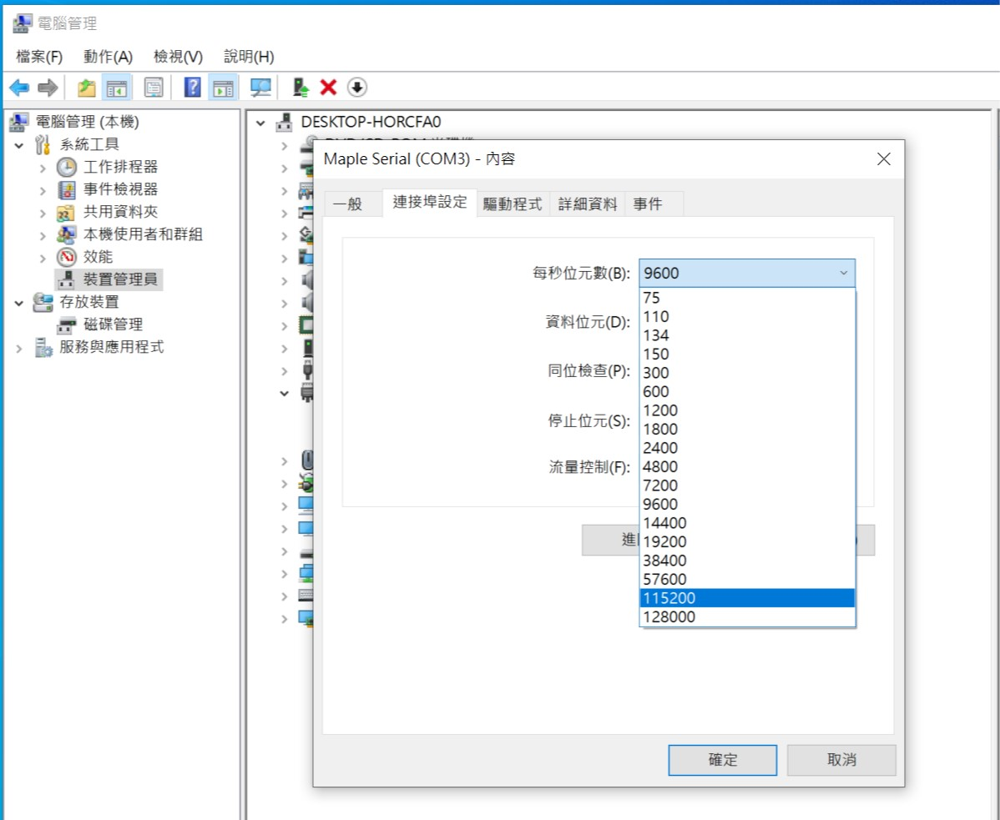 電腦管理
檔案(F) 動作(A) 檢視(V) 說明(H)
電腦管理 (本機)
系統工具
工作排程器
事件檢視器
共用資料夾
本機使用者和群組
效能
裝置管理員
存放裝置
磁碟管理
服務與應用程式
DESKTOP-HORCFA0
Maple Serial (COM3) - 內容
一般 連接埠設定 驅動程式 詳細資料 事件
每秒位元數(B): 9600
資料位元(D):
同位檢查(P):
停止位元(S):
流量控制(F):
75
110
134
150
300
600
1200
1800
2400
4800
7200
9600
14400
19200
38400
57600
115200
128000
進
確定 取消